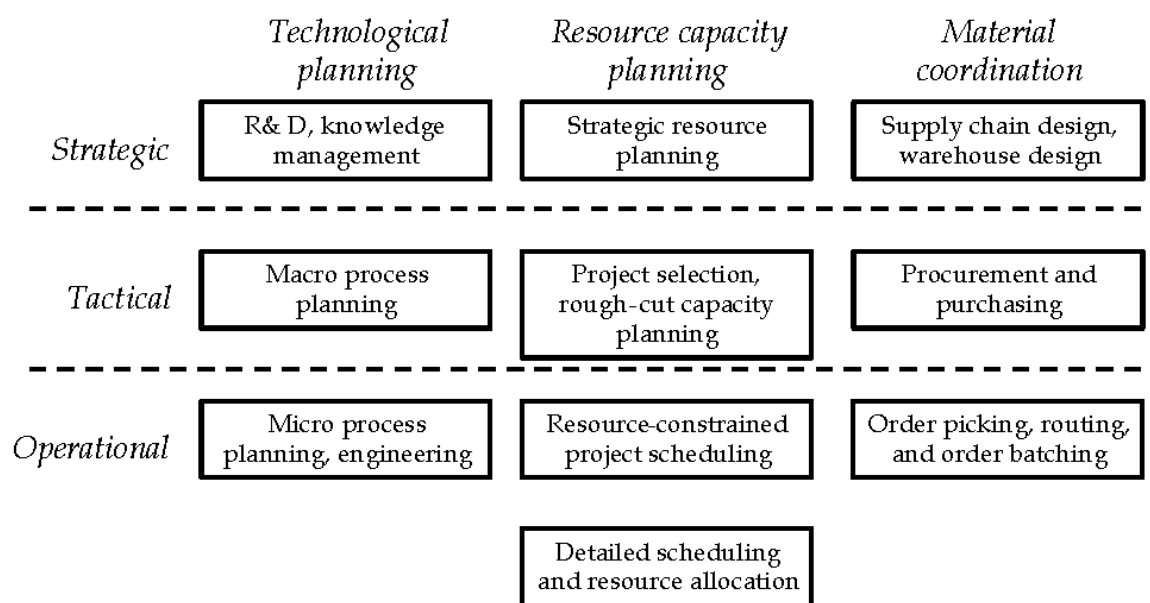 Technological
planning
Resource capacity
planning
Material
coordination
Strategic
R& D, knowledge
management
Strategic resource
planning
Supply chain design,
warehouse design
Tactical
Macro process
planning
Project selection,
rough-cut capacity
planning
Procurement and
purchasing
Operational
Micro process
planning, engineering
Resource-constrained
project scheduling
Order picking, routing,
and order batching
Detailed scheduling
and resource allocation